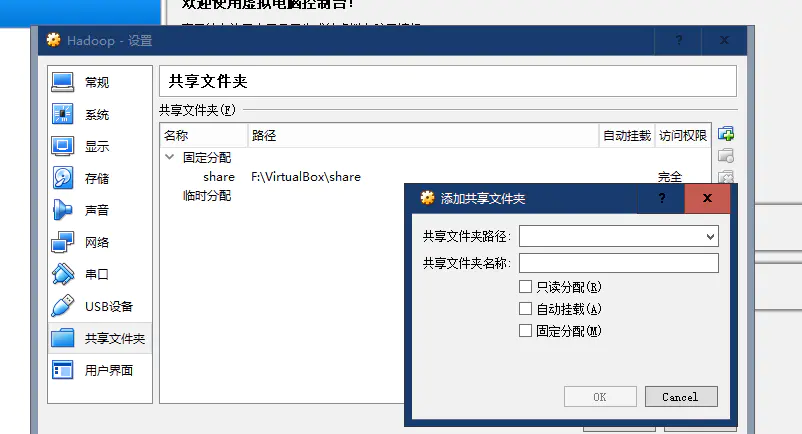 欢迎使用虚拟电脑控制台!
Hadoop - 设置
?
×
常规
系统
显示
存储
声音
网络
串口
USB设备
共享文件夹
用户界面
共享文件夹
共享文件夹(F)
名称 路径 自动挂载 访问权限
固定分配
share F:\VirtualBox\share 完全
临时分配
添加共享文件夹
?
×
共享文件夹路径:
共享文件夹名称:
只读分配(R)
自动挂载(A)
固定分配(M)
OK Cancel